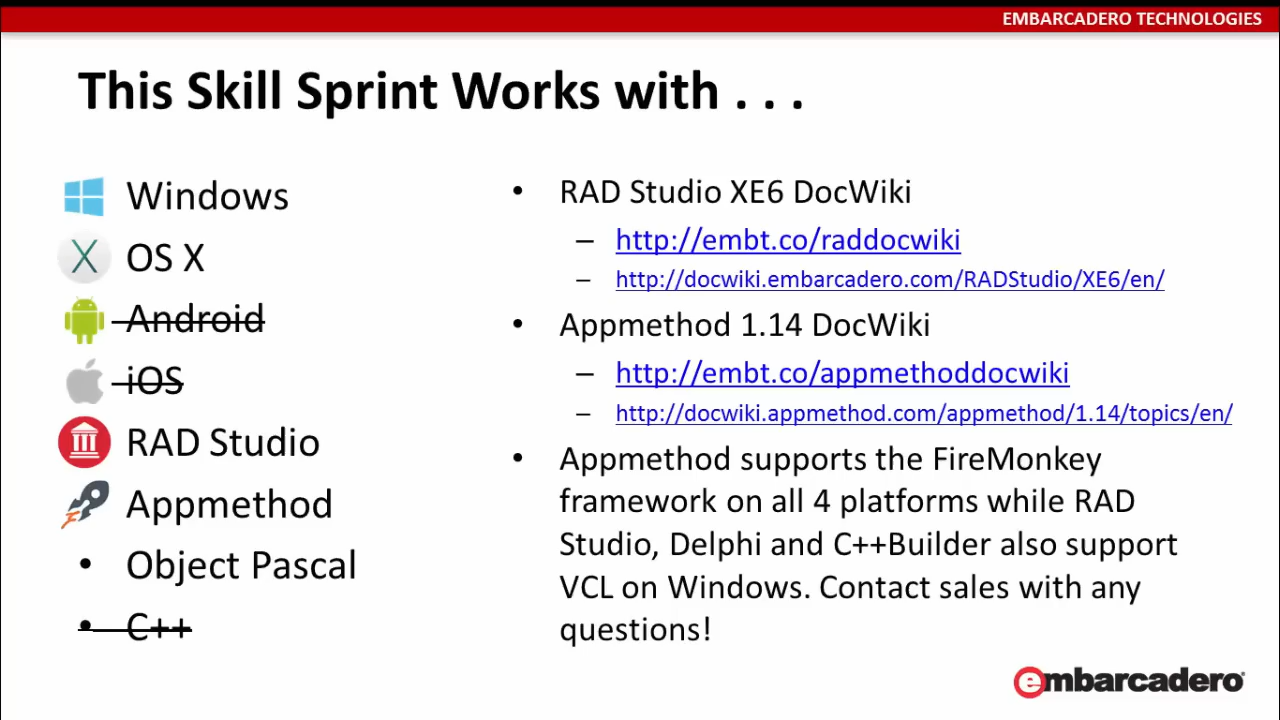 EMBARCADERO TECHNOLOGIES
This Skill Sprint Works with . . .
Windows
OS X
Android
iOS
RAD Studio
Appmethod
• Object Pascal
• C++
• RAD Studio XE6 DocWiki
– http://embt.co/raddocwiki
– http://docwiki.embarcadero.com/RADStudio/XE6/en/
• Appmethod 1.14 DocWiki
– http://embt.co/appmethoddocwiki
– http://docwiki.appmethod.com/appmethod/1.14/topics/en/
• Appmethod supports the FireMonkey
framework on all 4 platforms while RAD
Studio, Delphi and C++Builder also support
VCL on Windows. Contact sales with any
questions!
embarcadero